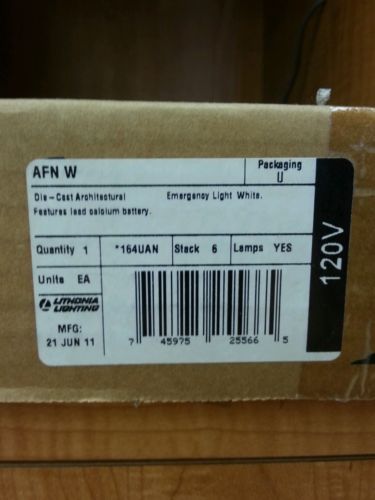 AFN W
Packaging
U
Die-Cast Architectural Emergency Light White.
Features lead calcium battery.
120V
Quantity 1 *164UAN Stack 6 Lamps YES
Units EA
LITHONIA
LIGHTING
MFG:
21 JUN 11
7 45975 25566 5